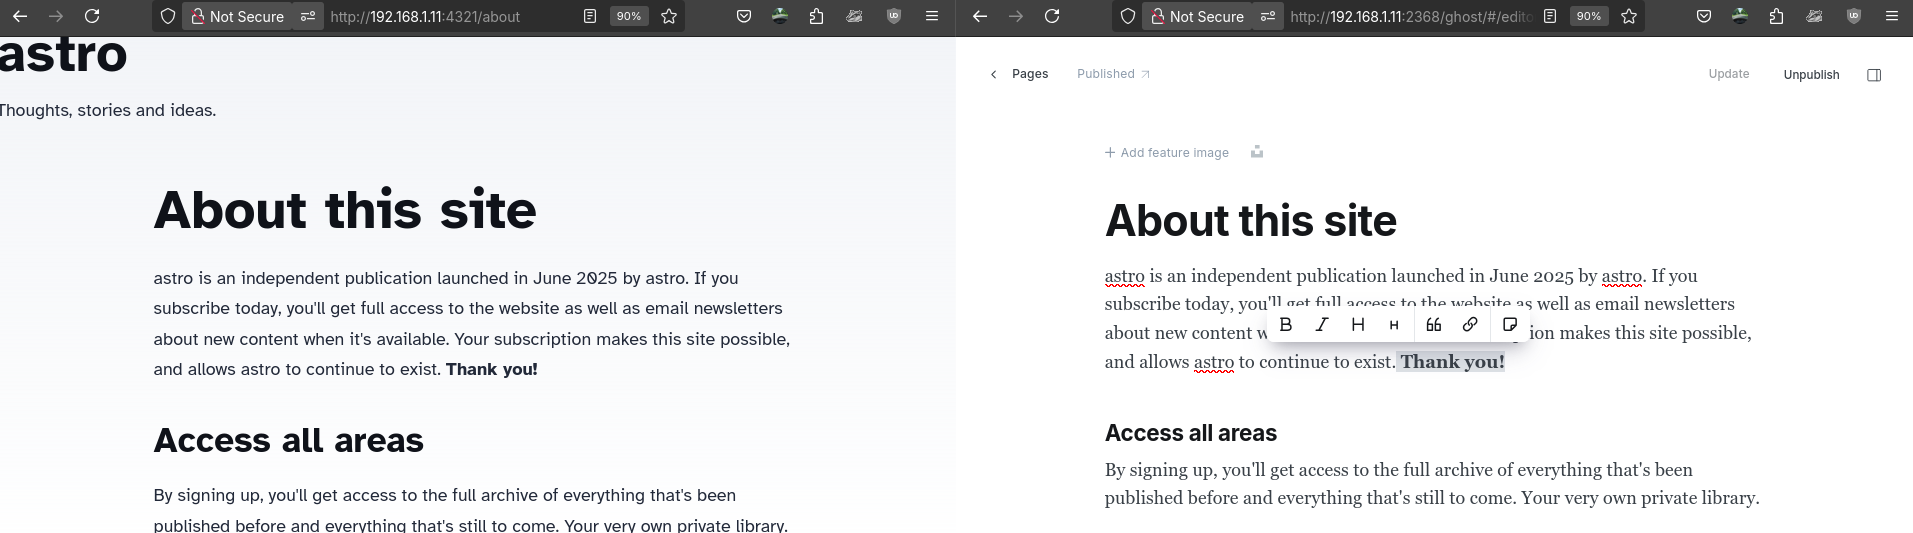 Not Secure http://192.168.1.11:4321/about 90%
astro
Thoughts, stories and ideas.
About this site
astro is an independent publication launched in June 2025 by astro. If you
subscribe today, you'll get full access to the website as well as email newsletters
about new content when it's available. Your subscription makes this site possible,
and allows astro to continue to exist. Thank you!
Access all areas
By signing up, you'll get access to the full archive of everything that's been
published before and everything that's still to come. Your very own private library.
Not Secure http://192.168.1.11:2368/ghost/#/edito 90%
Pages Published Update Unpublish
Add feature image
About this site
astro is an independent publication launched in June 2025 by astro. If you
subscribe today, you'll get full access to the website as well as email newsletters
B I H H
about new content w ion makes this site possible,
and allows astro to continue to exist. Thank you!
Access all areas
By signing up, you'll get access to the full archive of everything that's been
published before and everything that's still to come. Your very own private library.